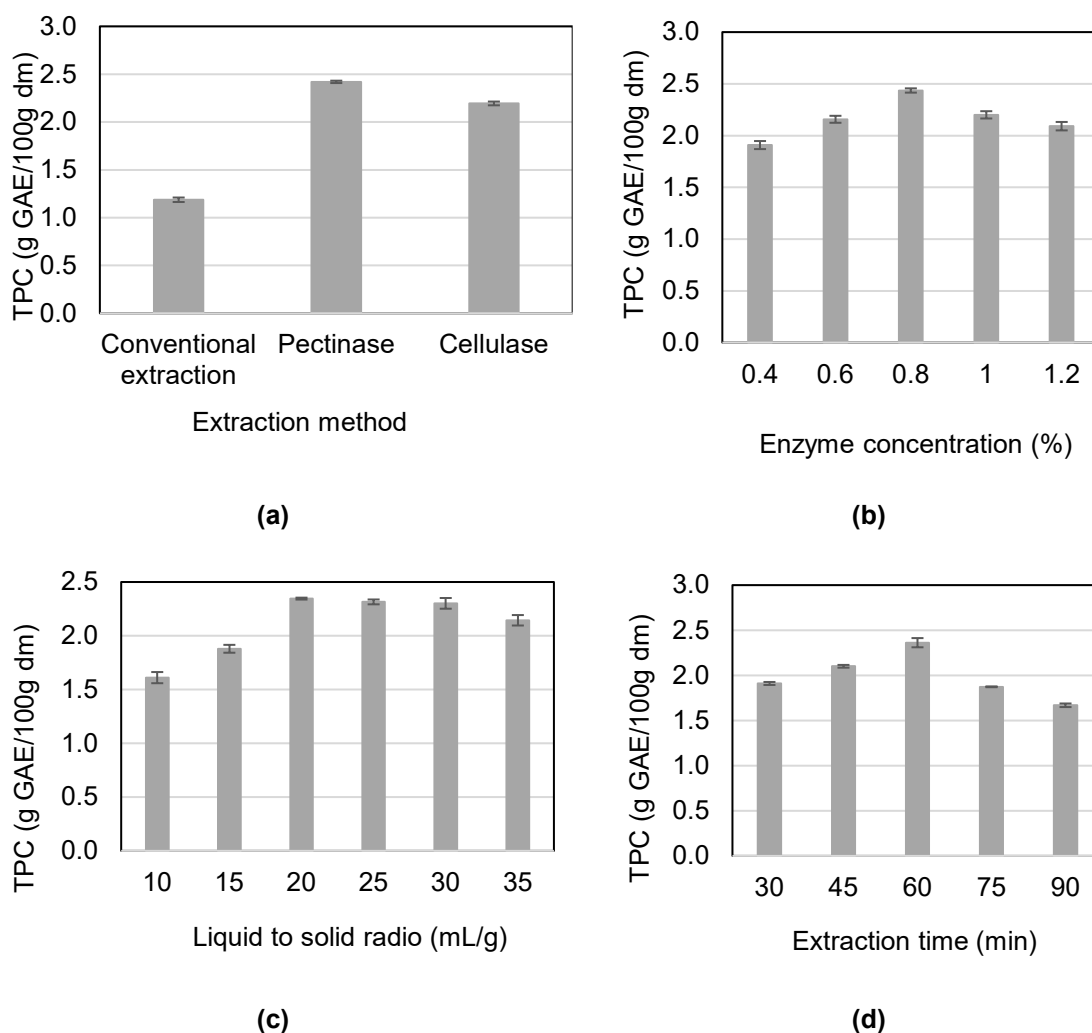 TPC (g GAE/100g dm)
3.0
2.5
2.0
1.5
1.0
0.5
0.0
Conventional
extraction
Pectinase
Cellulase
Extraction method
(a)
TPC (g GAE/100g dm)
3.0
2.5
2.0
1.5
1.0
0.5
0.0
0.4 0.6 0.8 1 1.2
Enzyme concentration (%)
(b)
TPC (g GAE/100g dm)
2.5
2.0
1.5
1.0
0.5
0.0
10 15 20 25 30 35
Liquid to solid radio (mL/g)
(c)
TPC (g GAE/100g dm)
3.0
2.5
2.0
1.5
1.0
0.5
0.0
30 45 60 75 90
Extraction time (min)
(d)